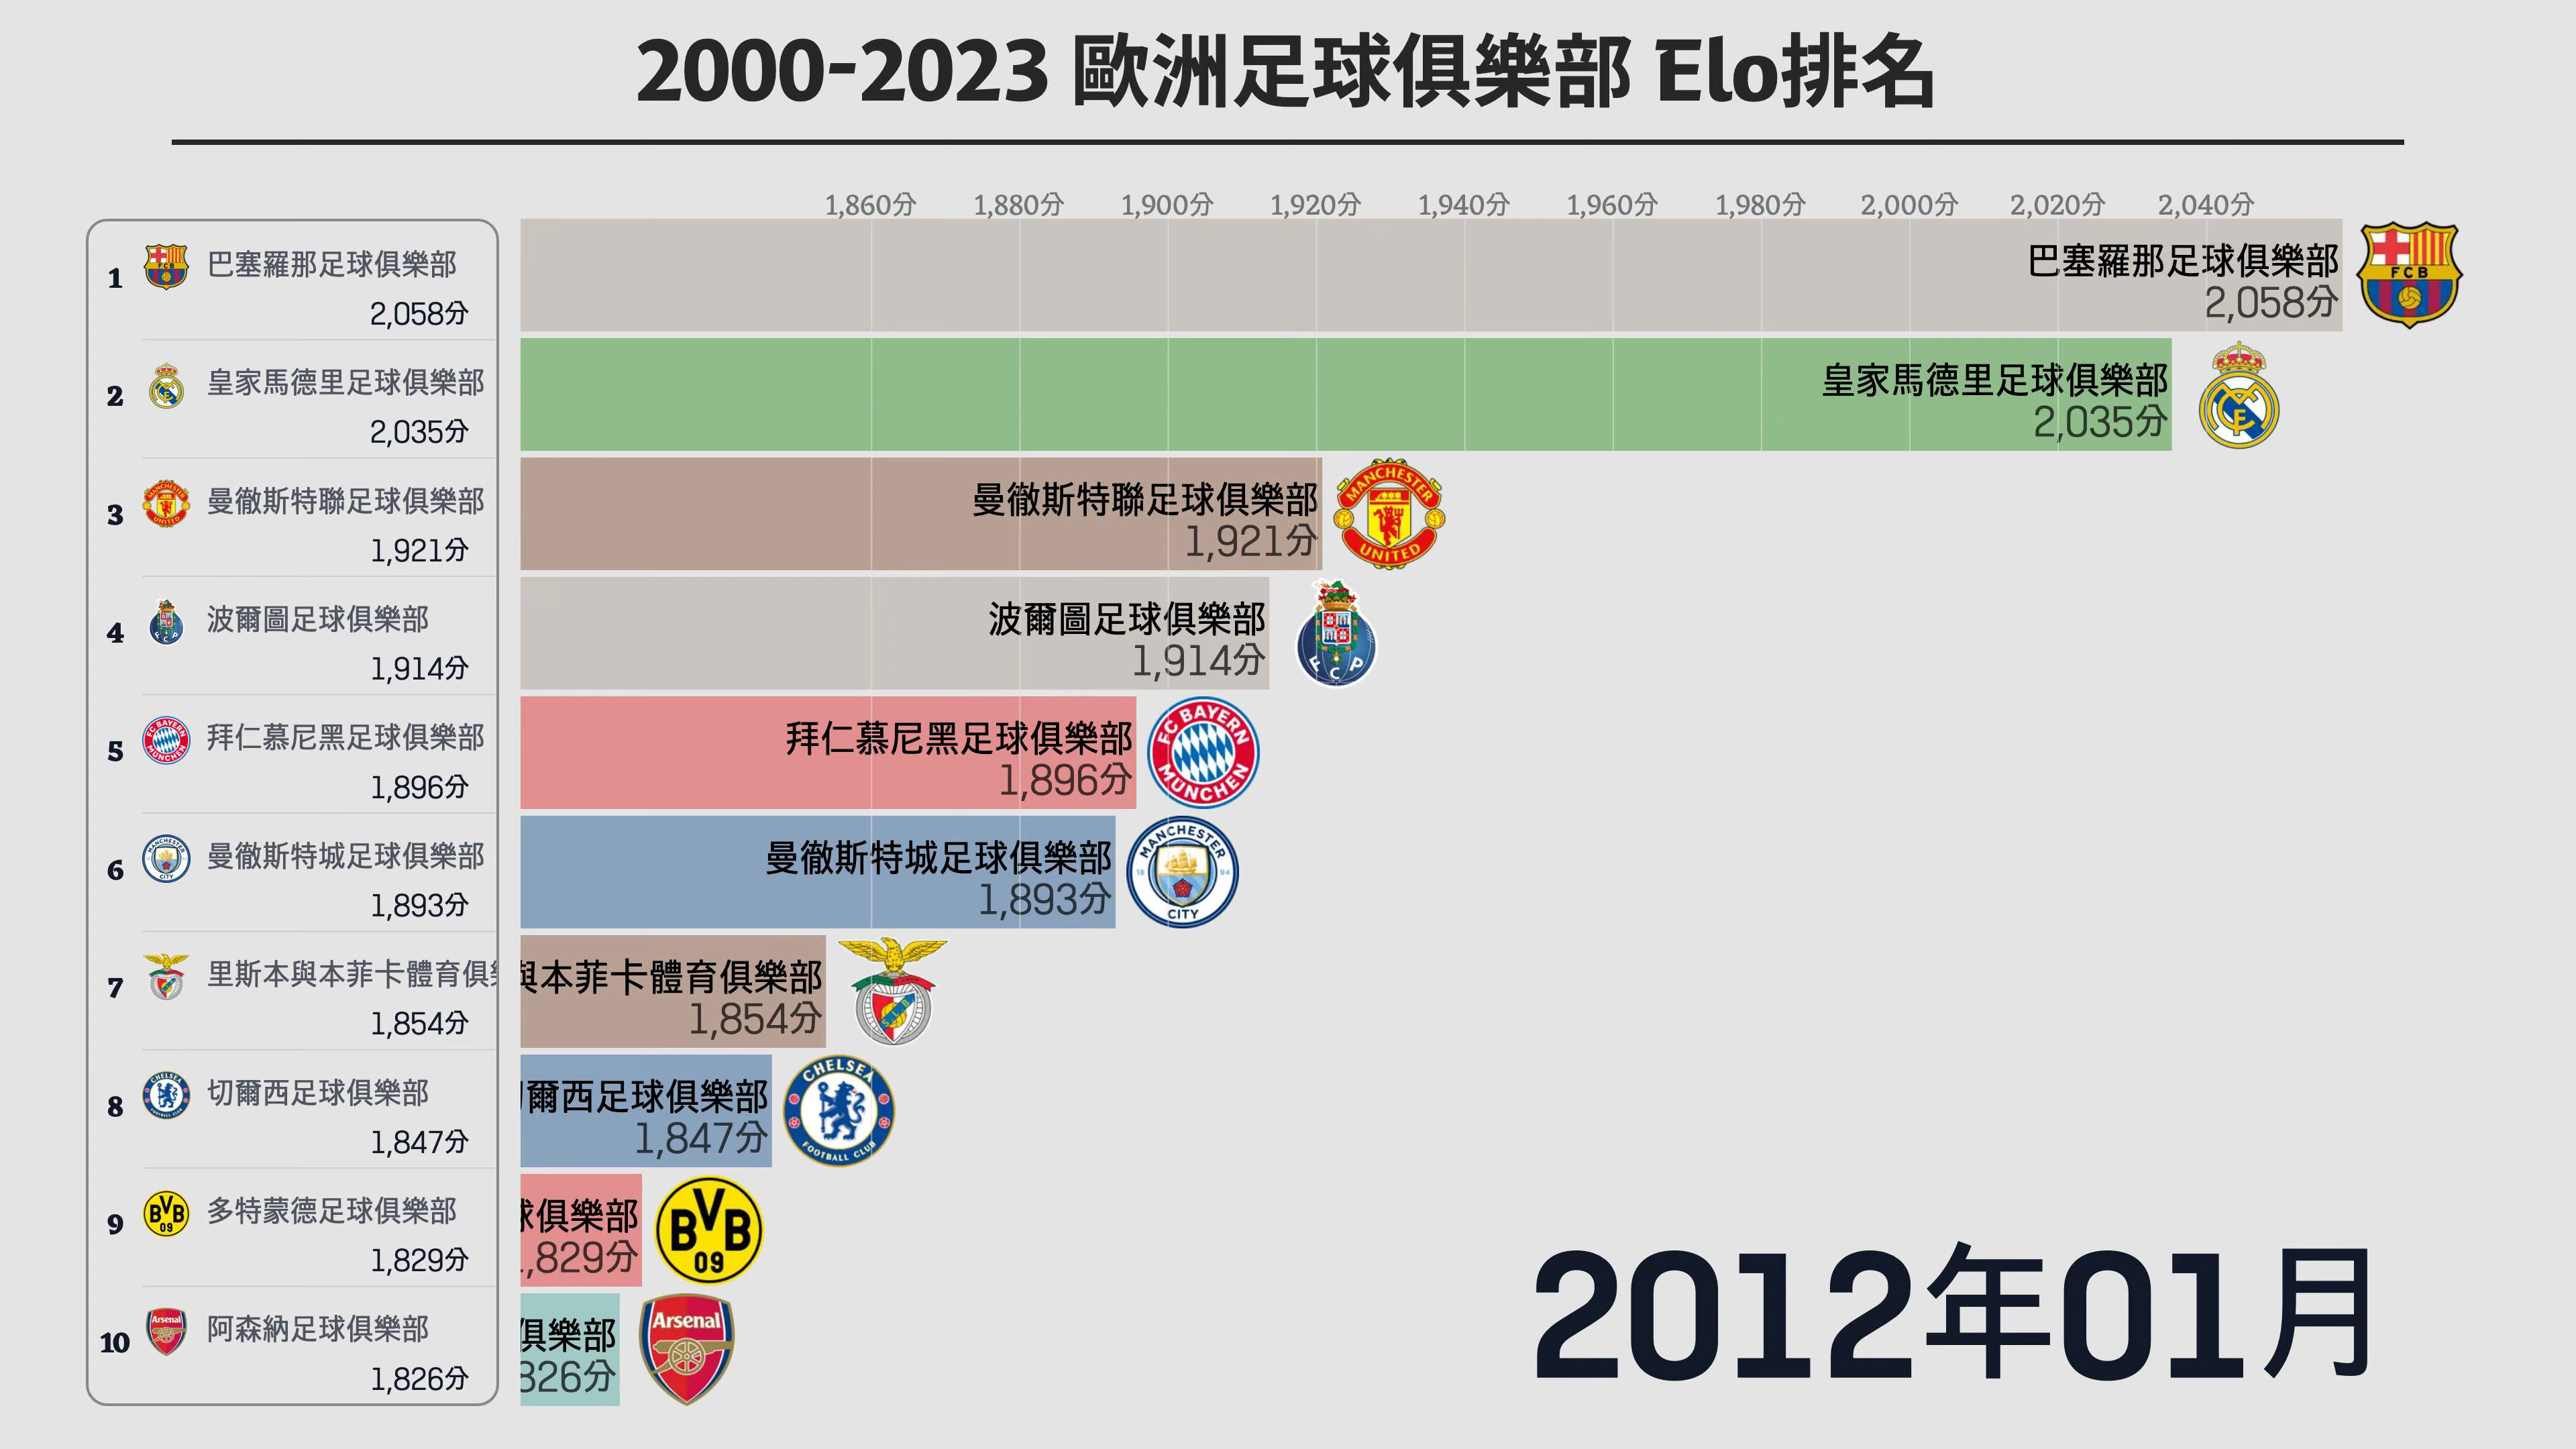 2000-2023 歐洲足球俱樂部 Elo排名
1,860分 1,880分 1,900分 1,920分 1,940分 1,960分 1,980分 2,000分 2,020分 2,040分
1 巴塞羅那足球俱樂部
2,058分
2 皇家馬德里足球俱樂部
2,035分
3 曼徹斯特聯足球俱樂部
1,921分
4 波爾圖足球俱樂部
1,914分
5 拜仁慕尼黑足球俱樂部
1,896分
6 曼徹斯特城足球俱樂部
1,893分
7 里斯本與本菲卡體育俱
1,854分
8 切爾西足球俱樂部
1,847分
9 多特蒙德足球俱樂部
1,829分
10 阿森納足球俱樂部
1,826分
巴塞羅那足球俱樂部
2,058分
FCB
皇家馬德里足球俱樂部
2,035分
曼徹斯特聯足球俱樂部
1,921分
MANCHESTER
UNITED
波爾圖足球俱樂部
1,914分
F C P
拜仁慕尼黑足球俱樂部
1,896分
FC BAYERN
MÜNCHEN
曼徹斯特城足球俱樂部
1,893分
MANCHESTER
18 94
CITY
與本菲卡體育俱樂部
1,854分
爾西足球俱樂部
1,847分
CHELSEA
FOOTBALL CLUB
球俱樂部
,829分
BVB
09
俱樂部
826分
Arsenal
2012年01月